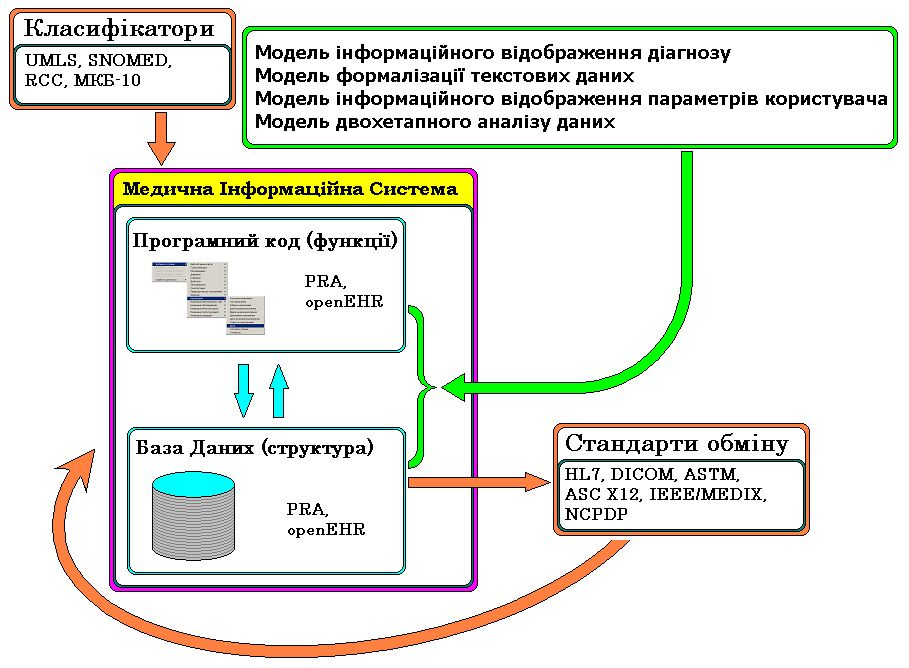 Класифікатори
UMLS, SNOMED,
RCC, МКБ-10
Модель інформаційного відображення діагнозу
Модель формалізації текстових даних
Модель інформаційного відображення параметрів користувача
Модель двохетапного аналізу даних
Медична Інформаційна Система
Програмний код (функції)
PRA,
openEHR
База Даних (структура)
PRA,
openEHR
Стандарти обміну
HL7, DICOM, ASTM,
ASC X12, IEEE/MEDIX,
NCPDP